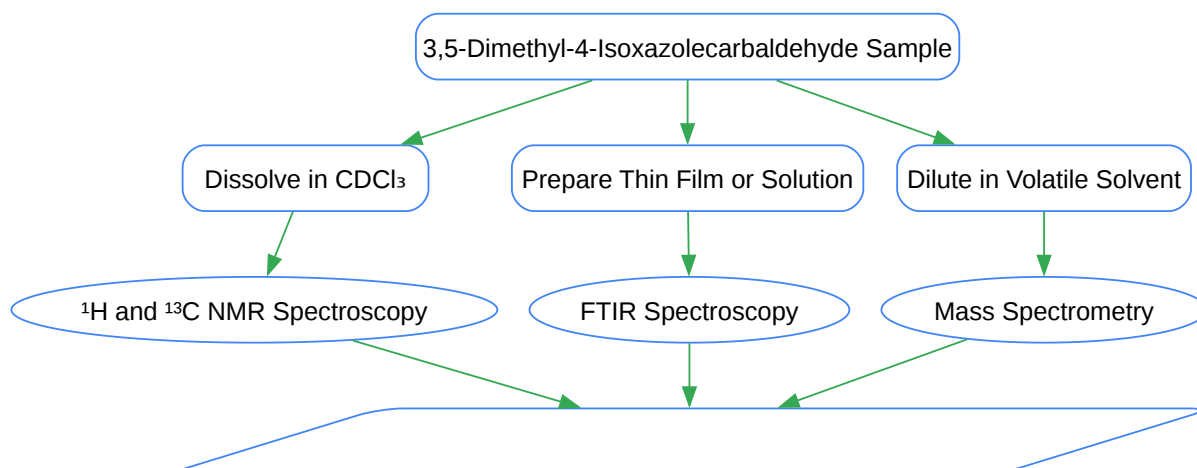 3,5-Dimethyl-4-Isoxazolecarbaldehyde Sample
Dissolve in CDCl₃
Prepare Thin Film or Solution
Dilute in Volatile Solvent
¹H and ¹³C NMR Spectroscopy
FTIR Spectroscopy
Mass Spectrometry